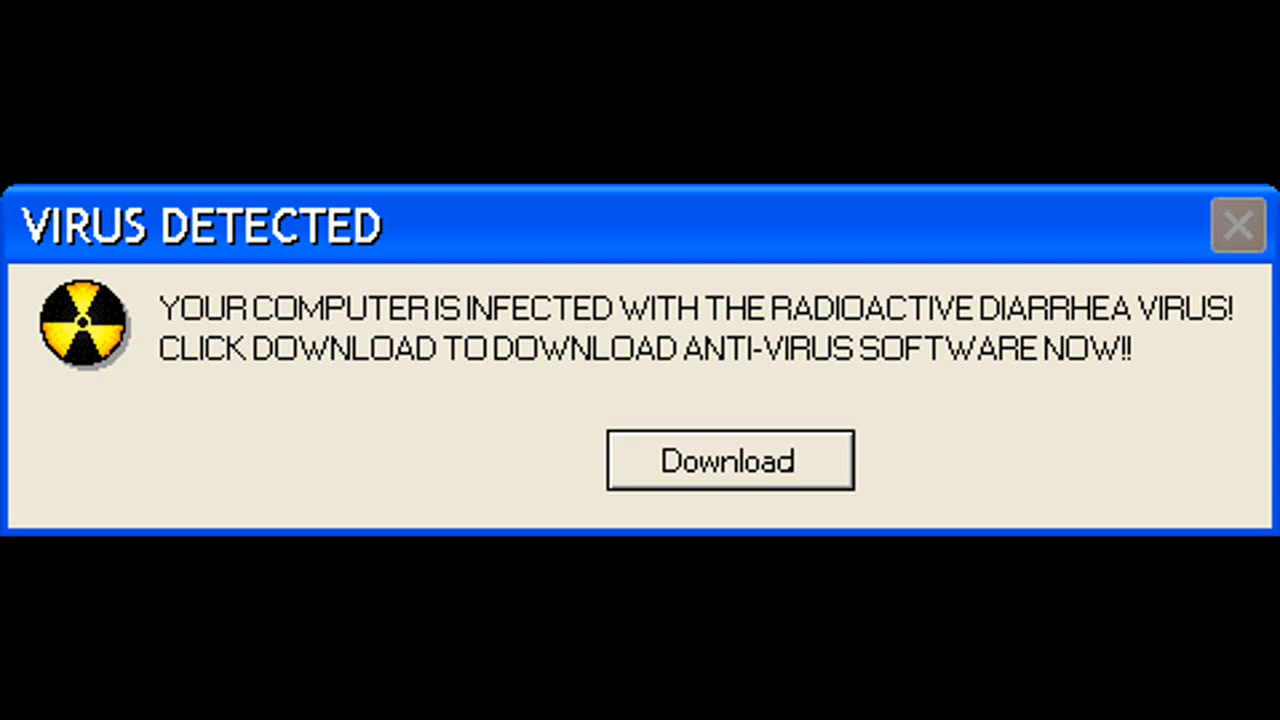 VIRUS DETECTED
YOUR COMPUTER IS INFECTED WITH THE RADIOACTIVE DIARRHEA VIRUS!
CLICK DOWNLOAD TO DOWNLOAD ANTI-VIRUS SOFTWARE NOW!!
Download